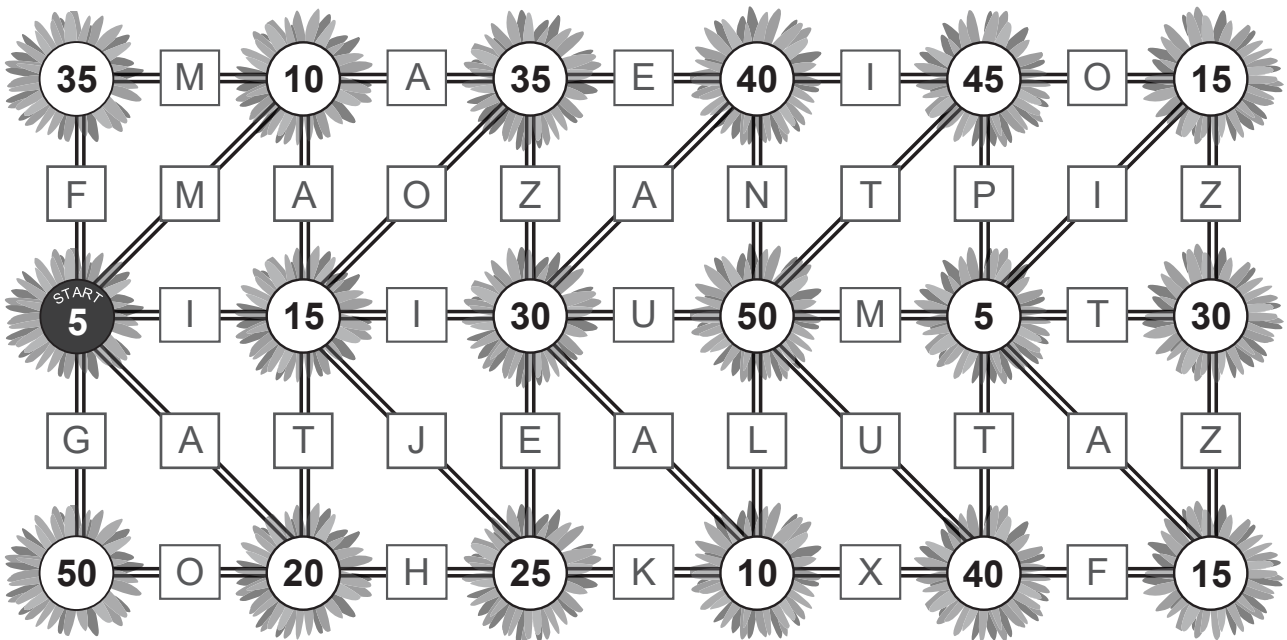 35 M 10 A 35 E 40 I 45 O 15
F M A O Z A N T P I Z
START
5 I 15 I 30 U 50 M 5 T 30
G A T J E A L U T A Z
50 O 20 H 25 K 10 X 40 F 15